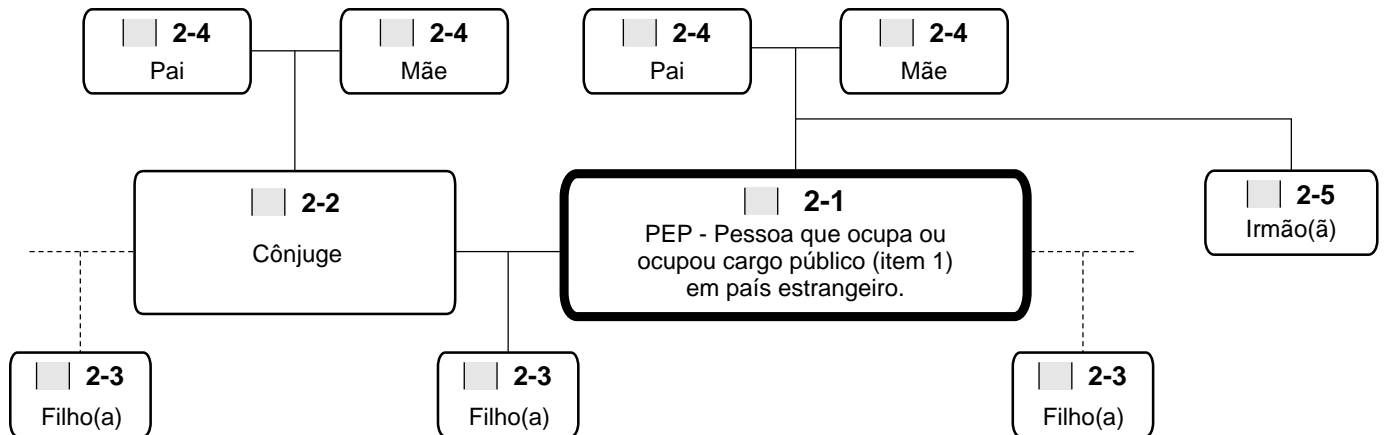 2-4
Pai
2-4
Mãe
2-4
Pai
2-4
Mãe
2-2
Cônjuge
2-1
PEP - Pessoa que ocupa ou
ocupou cargo público (item 1)
em país estrangeiro.
2-5
Irmão(ã)
2-3
Filho(a)
2-3
Filho(a)
2-3
Filho(a)